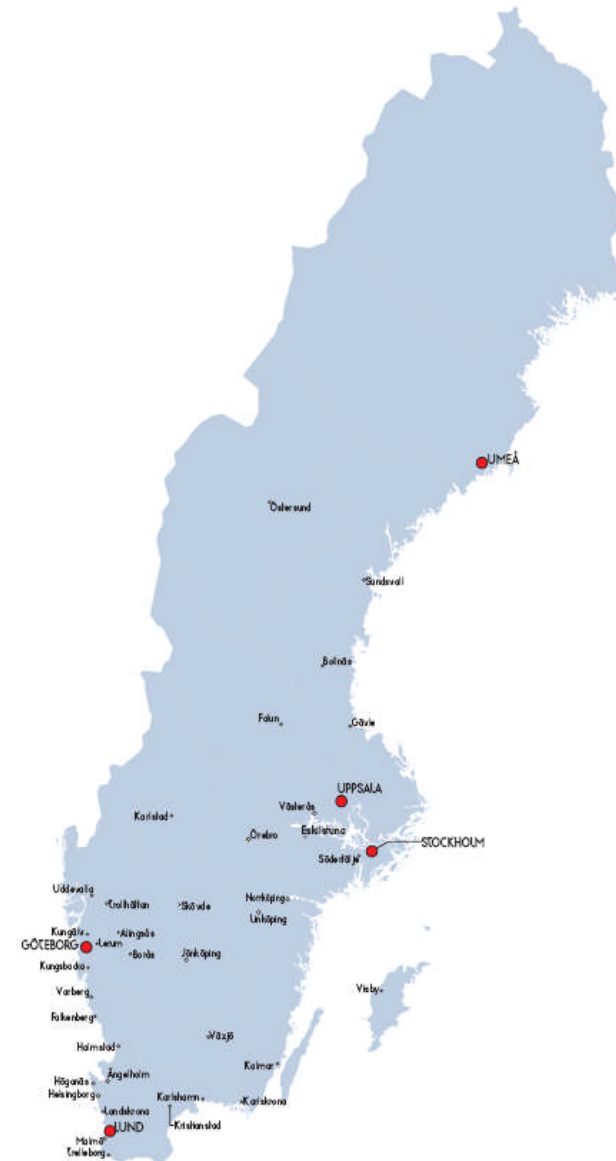 UMEÅ
Östersund
Sundsvall
Bolnäs
Falun
Gävle
UPPSALA
Västerås
Karlstad
Eskilstuna
Örebro
STOCKHOLM
Södertälje
Uddevalla
Trollhättan
Skövde
Norrköping
Linköping
Kungälv
Alingsås
GÖTEBORG
Lerum
Borås
Jönköping
Kungsbacka
Visby
Varberg
Falkenberg
Växjö
Halmstad
Kalmar
Ängelholm
Höganäs
Helsingborg
Karlshamn
Karlskrona
Landskrona
Kristianstad
LUND
Malmö
Trelleborg